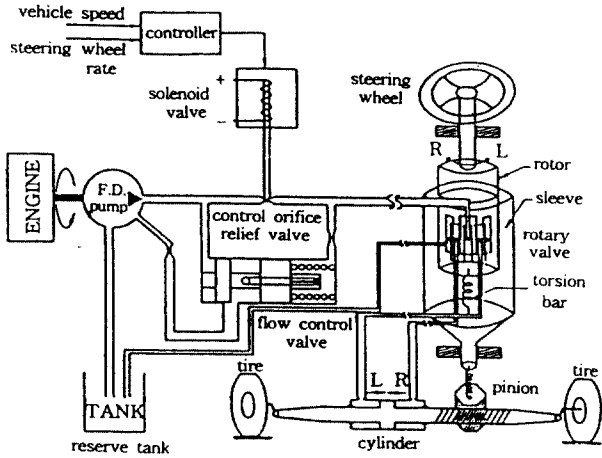 vehicle speed
steering wheel
rate
controller
+
solenoid
valve
−
steering
wheel
R
L
rotor
sleeve
rotary
valve
torsion
bar
ENGINE
F.D.
pump
control orifice
relief valve
flow control
valve
tire
L
R
pinion
tire
TANK
reserve tank
cylinder